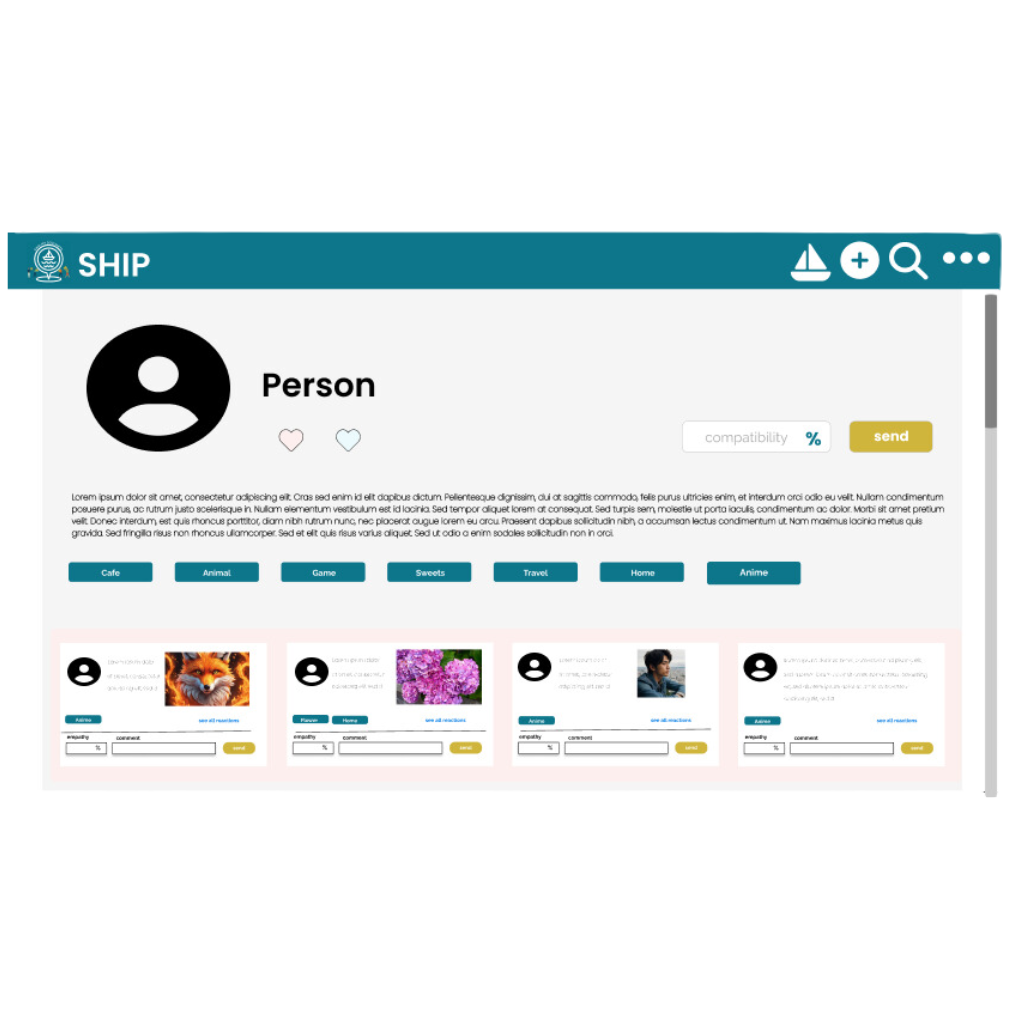 SHIP
Person
compatibility %
send
Lorem ipsum dolor sit amet, consectetur adipiscing elit. Cras sed enim id elit dapibus dictum. Pellentesque dignissim, dui at sagittis commodo, felis purus ultricies enim, et interdum orci odio eu velit. Nullam condimentum
posuere purus, ac rutrum justo scelerisque in. Nullam elementum vestibulum est id lacinia. Sed tempor aliquet lorem at consequat. Sed turpis sem, molestie ut porta iaculis, condimentum ac dolor. Morbi sit amet pretium
velit. Donec interdum, est quis rhoncus porttitor, diam nibh rutrum nunc, nec placerat augue lorem eu arcu. Praesent dapibus sollicitudin nibh, a accumsan lectus condimentum ut. Nam maximus lacinia metus quis
gravida. Sed fringilla risus non rhoncus ullamcorper. Sed et elit quis risus varius aliquet. Sed ut odio a enim sodales sollicitudin non in orci.
Cafe
Animal
Game
Sweets
Travel
Home
Anime
Anime
see all reactions
empathy
comment
%
send
Flower
Home
see all reactions
empathy
comment
%
send
Anime
see all reactions
empathy
comment
%
send
Anime
see all reactions
empathy
comment
%
send